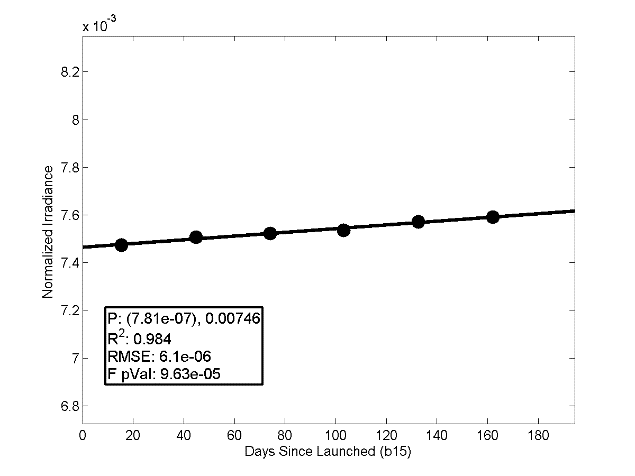 x 10⁻³
8.2
8
7.8
7.6
7.4
7.2
7
6.8
Normalized Irradiance
P: (7.81e-07), 0.00746
R²: 0.984
RMSE: 6.1e-06
F pVal: 9.63e-05
0 20 40 60 80 100 120 140 160 180
Days Since Launched (b15)